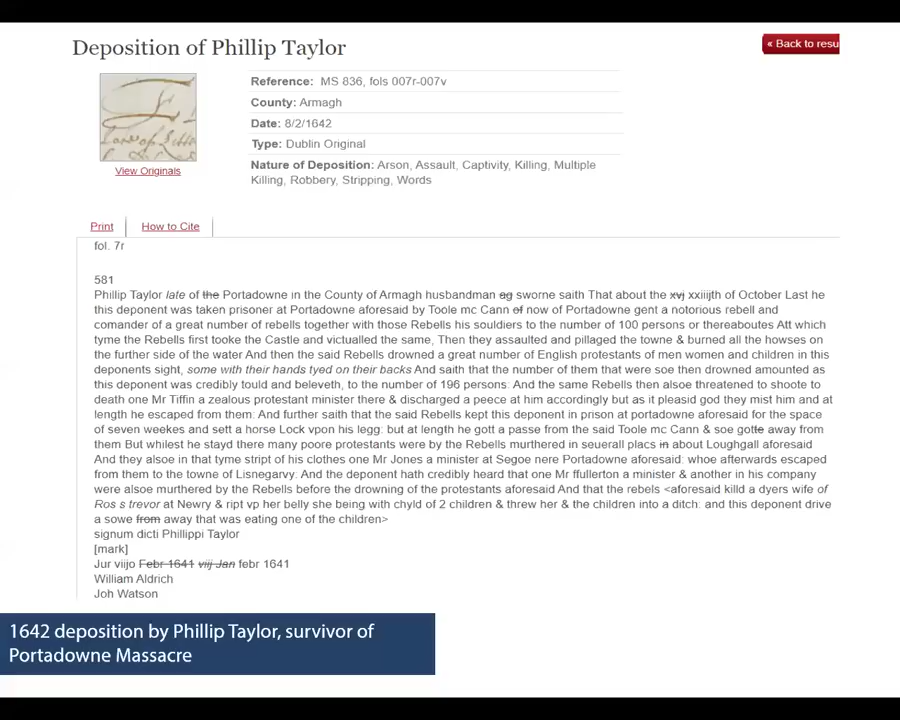 Deposition of Phillip Taylor
« Back to resu
Reference: MS 836, fols 007r-007v
County: Armagh
Date: 8/2/1642
Type: Dublin Original
Nature of Deposition: Arson, Assault, Captivity, Killing, Multiple
Killing, Robbery, Stripping, Words
View Originals
Print
How to Cite
fol. 7r
581
Phillip Taylor late of the Portadowne in the County of Armagh husbandman ag sworne saith That about the xvj xxiijth of October Last he
this deponent was taken prisoner at Portadowne aforesaid by Toole mc Cann of now of Portadowne gent a notorious rebell and
comander of a great number of rebells together with those Rebells his souldiers to the number of 100 persons or thereaboutes Att which
tyme the Rebells first tooke the Castle and victualled the same, Then they assaulted and pillaged the towne & burned all the howses on
the further side of the water And then the said Rebells drowned a great number of English protestants of men women and children in this
deponents sight, some with their hands tyed on their backs And saith that the number of them that were soe then drowned amounted as
this deponent was credibly tould and beleveth, to the number of 196 persons: And the same Rebells then alsoe threatened to shoote to
death one Mr Tiffin a zealous protestant minister there & discharged a peece at him accordingly but as it pleasid god they mist him and at
length he escaped from them: And further saith that the said Rebells kept this deponent in prison at portadowne aforesaid for the space
of seven weekes and sett a horse Lock vpon his legg: but at length he gott a passe from the said Toole mc Cann & soe gotte away from
them But whilest he stayd there many poore protestants were by the Rebells murthered in seuerall placs in about Loughgall aforesaid
And they alsoe in that tyme stript of his clothes one Mr Jones a minister at Segoe nere Portadowne aforesaid: whoe afterwards escaped
from them to the towne of Lisnegarvy: And the deponent hath credibly heard that one Mr ffullerton a minister & another in his company
were alsoe murthered by the Rebells before the drowning of the protestants aforesaid And that the rebels <aforesaid killd a dyers wife of
Ros s trevor at Newry & ript vp her belly she being with chyld of 2 children & threw her & the children into a ditch: and this deponent drive
a sowe from away that was eating one of the children>
signum dicti Phillippi Taylor
[mark]
Jur viijo Febr 1641 viij Jan febr 1641
William Aldrich
Joh Watson
1642 deposition by Phillip Taylor, survivor of
Portadowne Massacre